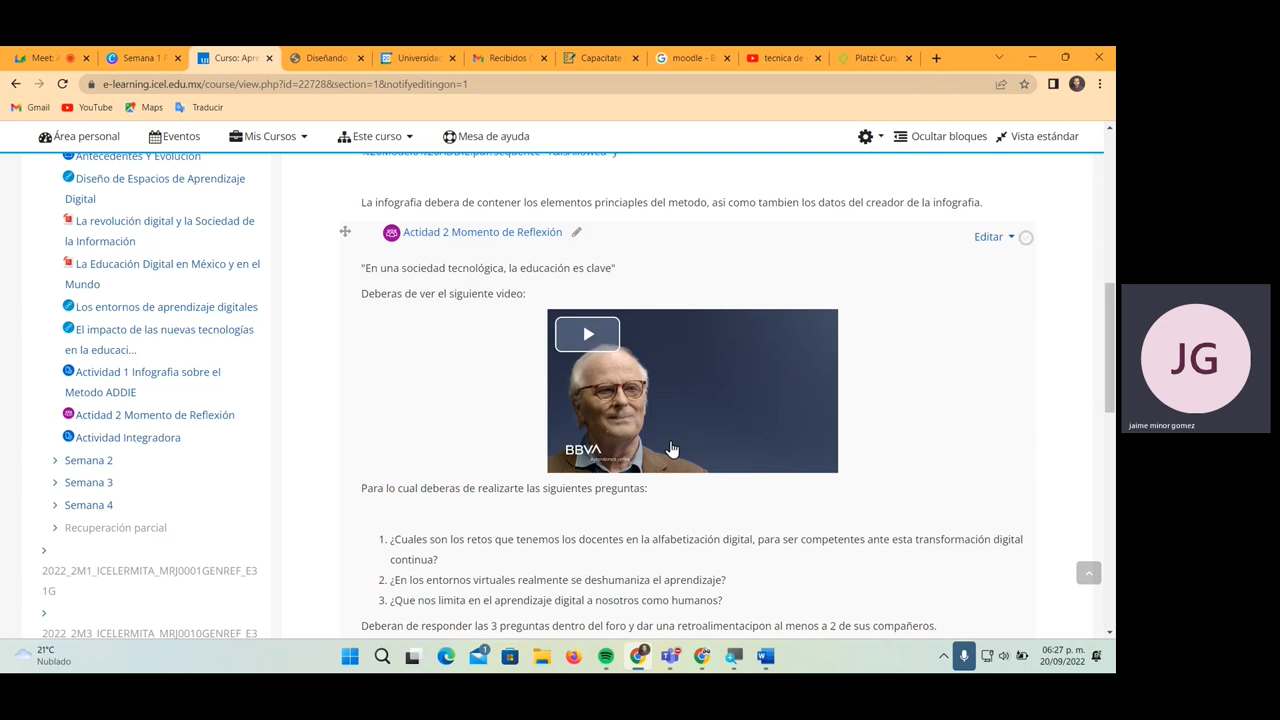 Meet:
Semana 1
Curso: Apre
Diseñando
Universidad
Recibidos
Capacítate
moodle - B
tecnica de
Platzi: Curs
e-learning.icel.edu.mx/course/view.php?id=22728&section=1&notifyeditingon=1
Gmail
YouTube
Maps
Traducir
Área personal
Eventos
Mis Cursos
Este curso
Mesa de ayuda
Ocultar bloques
Vista estándar
Antecedentes Y Evolución
Diseño de Espacios de Aprendizaje
Digital
La revolución digital y la Sociedad de
la Información
La Educación Digital en México y en el
Mundo
Los entornos de aprendizaje digitales
El impacto de las nuevas tecnologías
en la educaci...
Actividad 1 Infografia sobre el
Metodo ADDIE
Actidad 2 Momento de Reflexión
Actividad Integradora
Semana 2
Semana 3
Semana 4
Recuperación parcial
2022_2M1_ICELERMITA_MRJ0001GENREF_E3
1G
2022_2M3_ICELERMITA_MRJ0010GENREF_E3
La infografia debera de contener los elementos princiaples del metodo, asi como tambien los datos del creador de la infografia.
Actidad 2 Momento de Reflexión
Editar
"En una sociedad tecnológica, la educación es clave"
Deberas de ver el siguiente video:
BBVA
Para lo cual deberas de realizarte las siguientes preguntas:
1. ¿Cuales son los retos que tenemos los docentes en la alfabetización digital, para ser competentes ante esta transformación digital
continua?
2. ¿En los entornos virtuales realmente se deshumaniza el aprendizaje?
3. ¿Que nos limita en el aprendizaje digital a nosotros como humanos?
Deberan de responder las 3 preguntas dentro del foro y dar una retroalimentacipon al menos a 2 de sus compañeros.
JG
jaime minor gomez
21°C
Nublado
06:27 p. m.
20/09/2022